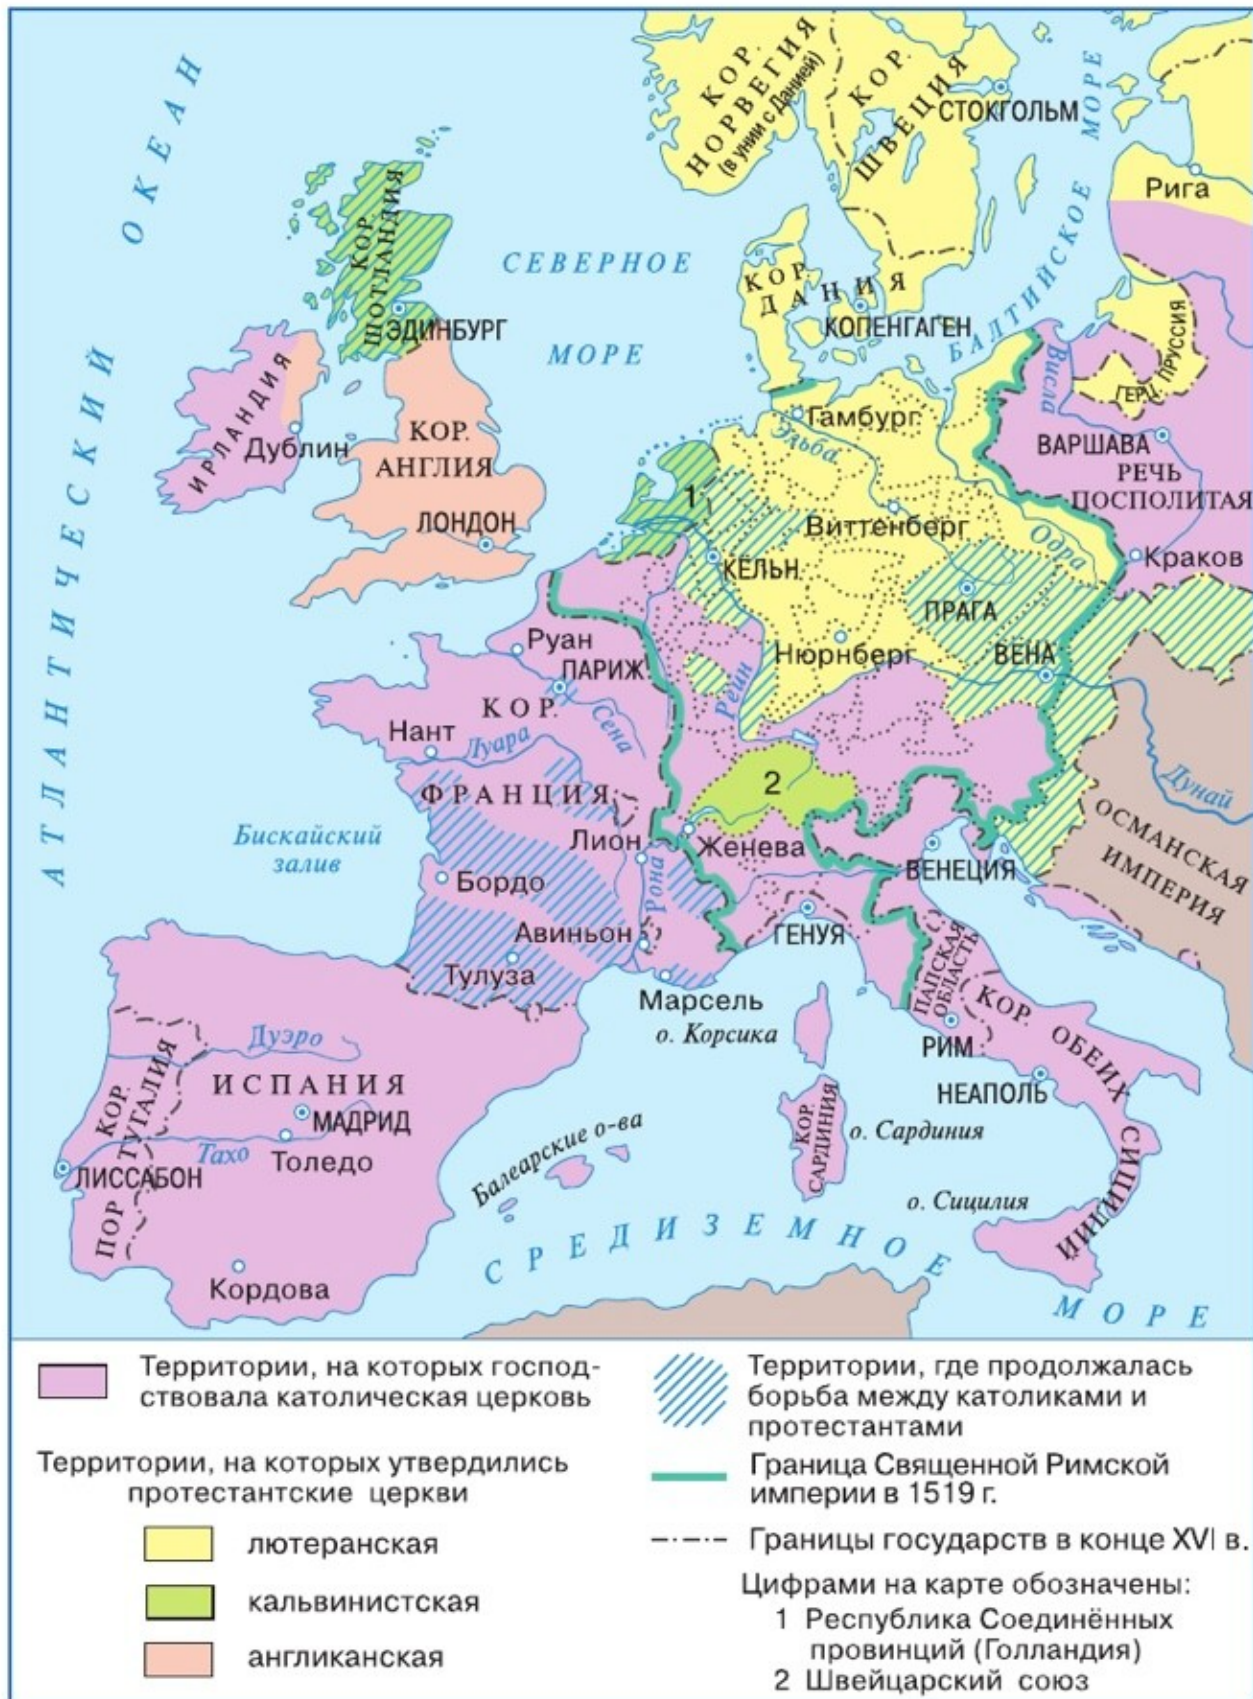 АТЛАНТИЧЕСКИЙ ОКЕАН
КОР.
НОРВЕГИЯ
(в унии с Данией)
КОР.
ШВЕЦИЯ
СТОКГОЛЬМ
БАЛТИЙСКОЕ МОРЕ
Рига
КОР.
ШОТЛАНДИЯ
ЭДИНБУРГ
СЕВЕРНОЕ
МОРЕ
КОР.
ДАНИЯ
КОПЕНГАГЕН
ГЕРЦ. ПРУССИЯ
Висла
ИРЛАНДИЯ
Дублин
КОР.
АНГЛИЯ
ЛОНДОН
Гамбург
Эльба
ВАРШАВА
РЕЧЬ
ПОСПОЛИТАЯ
1
Виттенберг
Одра
Краков
КЁЛЬН
ПРАГА
Руан
ПАРИЖ
Нюрнберг
ВЕНА
Рейн
КОР.
Сена
Нант
Луара
ФРАНЦИЯ
2
Дунай
ОСМАНСКАЯ
ИМПЕРИЯ
Бискайский
залив
Лион
Женева
ВЕНЕЦИЯ
Бордо
Рона
Авиньон
ГЕНУЯ
ПАПСКАЯ
ОБЛАСТЬ
Тулуза
Марсель
о. Корсика
КОР. ОБЕИХ СИЦИЛИЙ
РИМ
НЕАПОЛЬ
Дуэро
ИСПАНИЯ
КОР.
ПОРТУГАЛИЯ
МАДРИД
Тахо
Толедо
ЛИССАБОН
Балеарские о-ва
КОР.
САРДИНИЯ
о. Сардиния
о. Сицилия
Кордова
СРЕДИЗЕМНОЕ
МОРЕ
Территории, на которых господ-
ствовала католическая церковь
Территории, на которых утвердились
протестантские церкви
лютеранская
кальвинистская
англиканская
Территории, где продолжалась
борьба между католиками и
протестантами
Граница Священной Римской
империи в 1519 г.
Границы государств в конце XVI в.
Цифрами на карте обозначены:
1 Республика Соединённых
провинций (Голландия)
2 Швейцарский союз